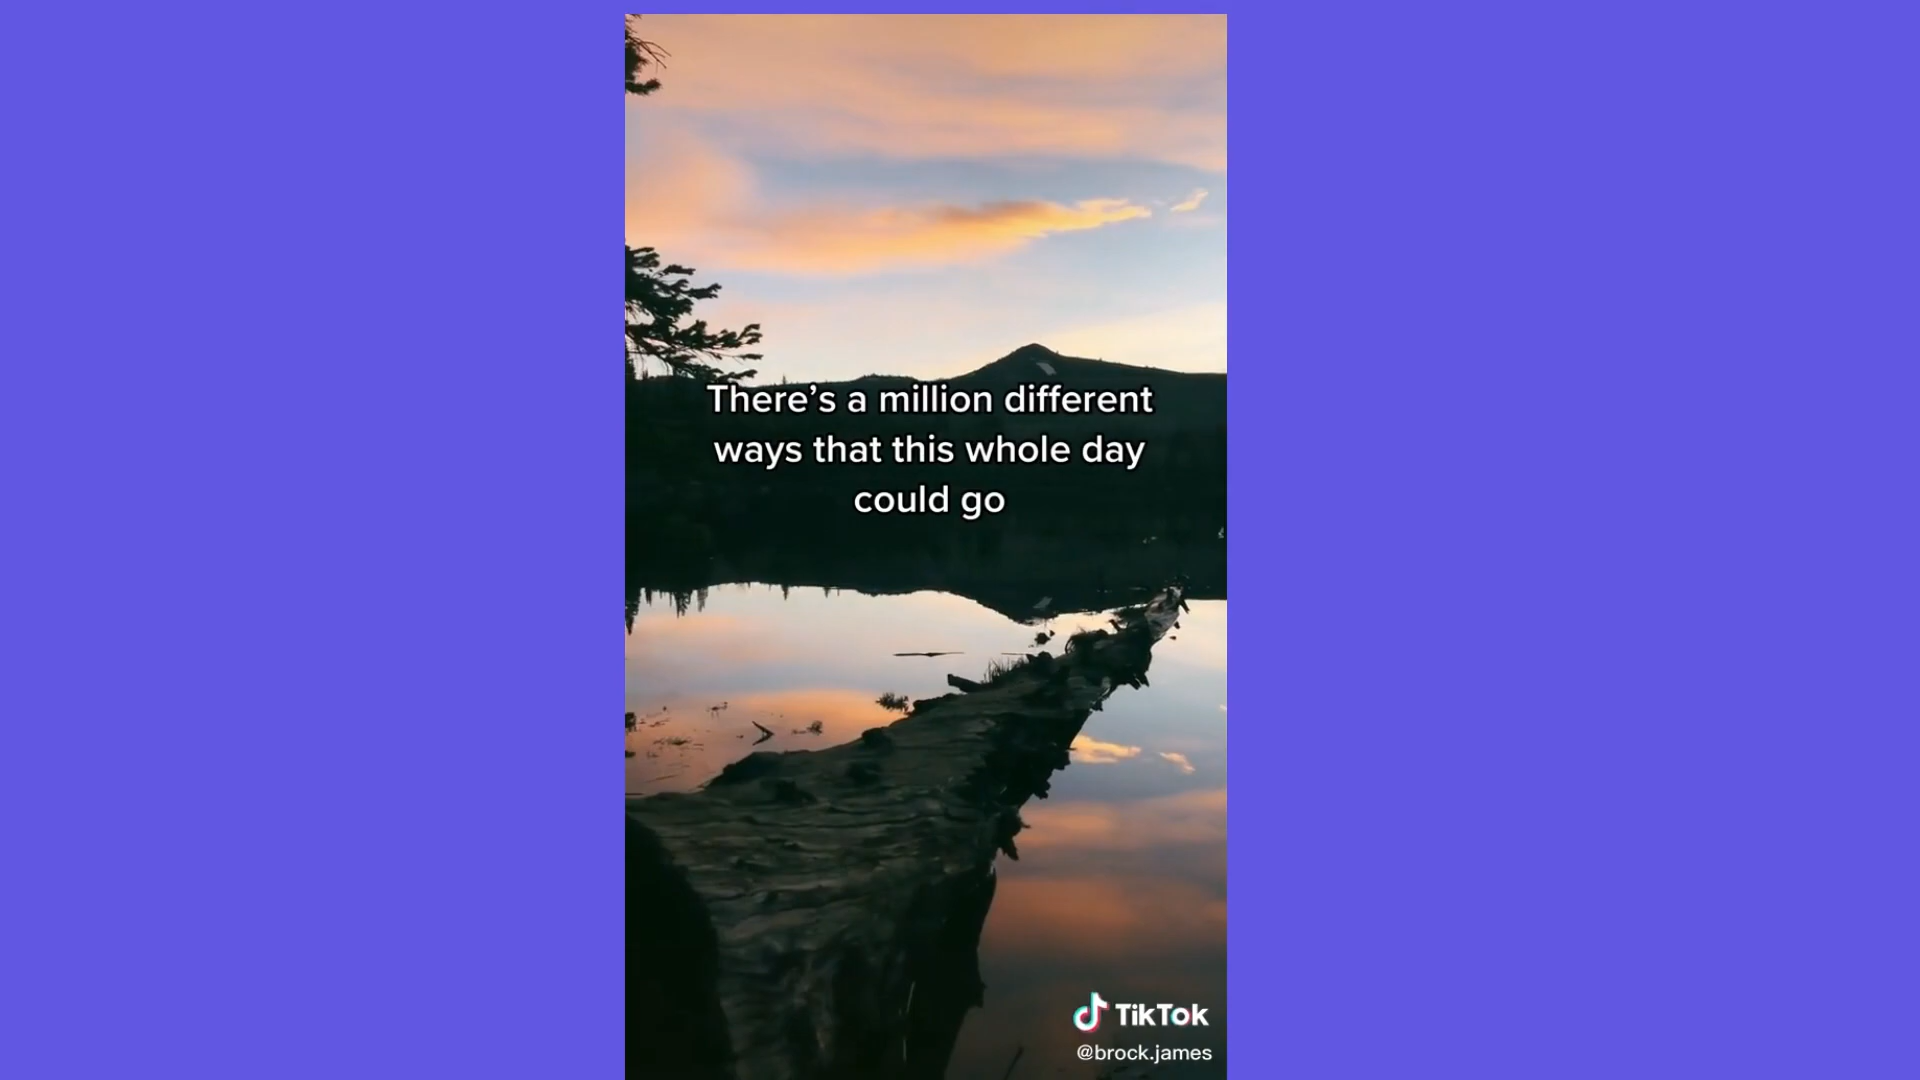 There’s a million different
ways that this whole day
could go
TikTok
@brock.james